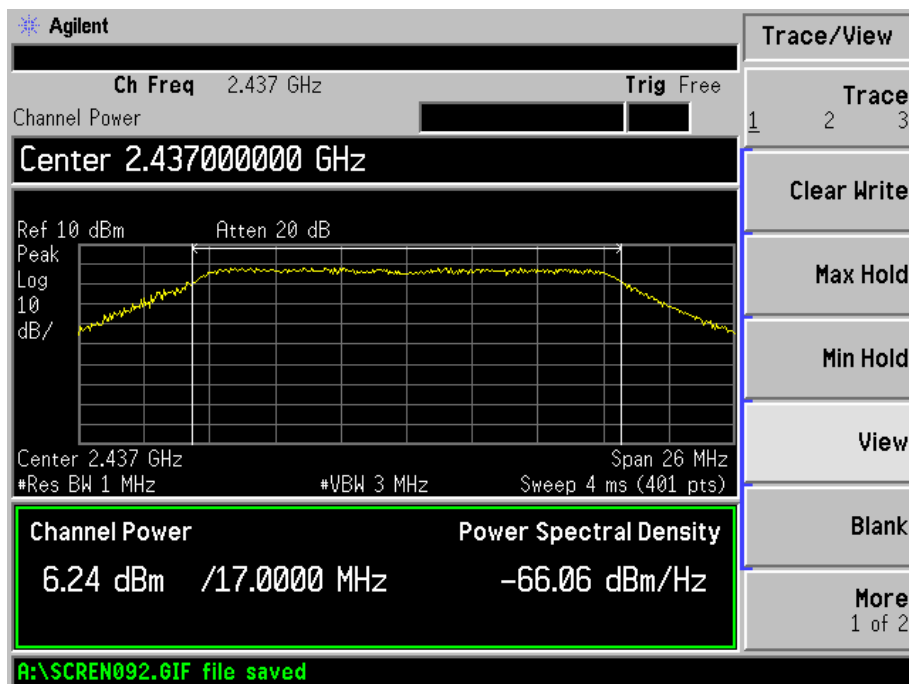 Agilent
Trace/View
Ch Freq 2.437 GHz Trig Free
Channel Power
Trace
1 2 3
Center 2.437000000 GHz
Clear Write
Ref 10 dBm Atten 20 dB
Peak
Log
10
dB/
Max Hold
Min Hold
Center 2.437 GHz Span 26 MHz
#Res BW 1 MHz #VBW 3 MHz Sweep 4 ms (401 pts)
View
Channel Power Power Spectral Density
6.24 dBm /17.0000 MHz -66.06 dBm/Hz
Blank
More
1 of 2
A:\SCREN092.GIF file saved